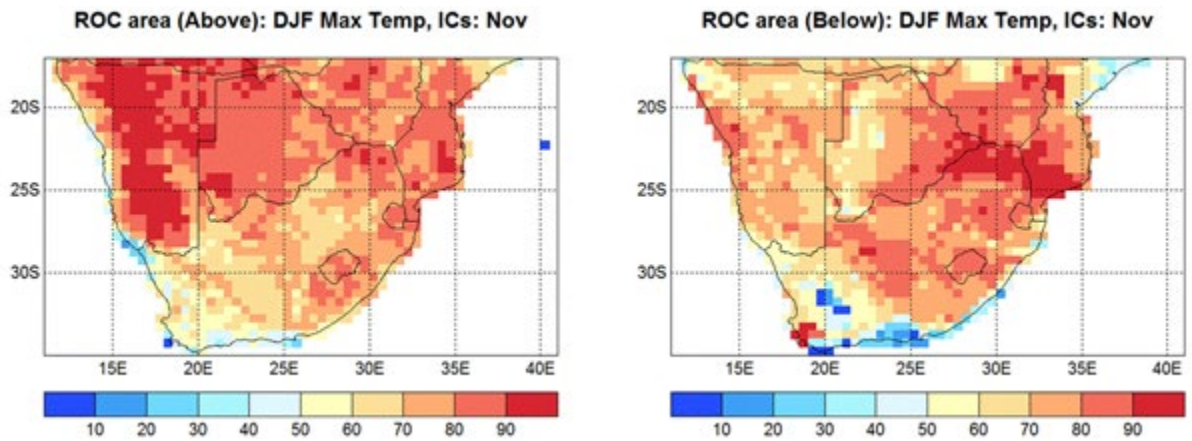 ROC area (Above): DJF Max Temp, ICs: Nov
20S
25S
30S
15E 20E 25E 30E 35E 40E
10 20 30 40 50 60 70 80 90
ROC area (Below): DJF Max Temp, ICs: Nov
20S
25S
30S
15E 20E 25E 30E 35E 40E
10 20 30 40 50 60 70 80 90